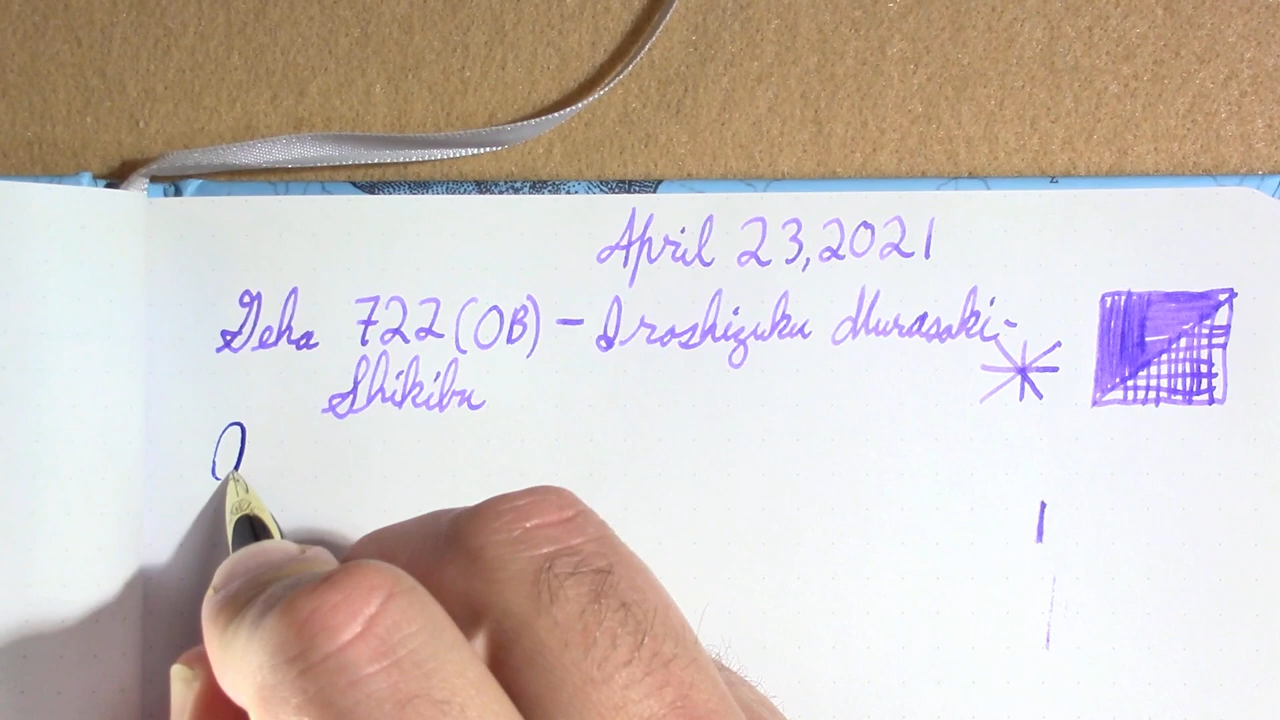 April 23, 2021
Geha 722 (OB) – Iroshizuku Murasaki-
Shikibu